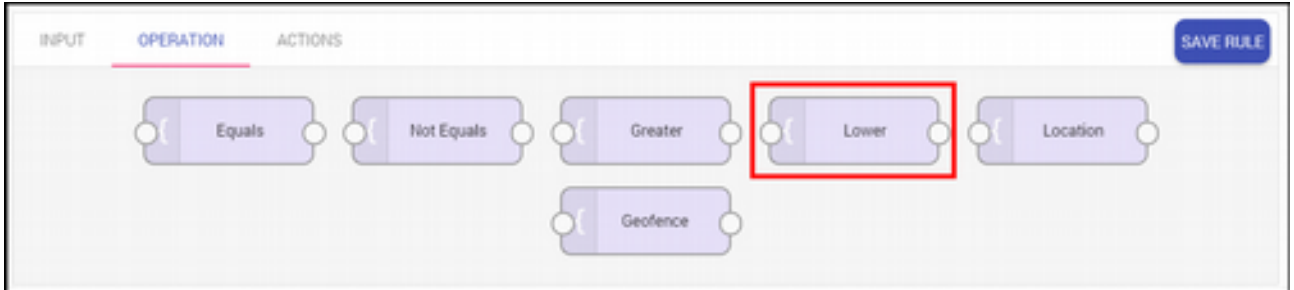 INPUT OPERATION ACTIONS SAVE RULE
{ Equals { Not Equals { Greater { Lower { Location
{ Geofence